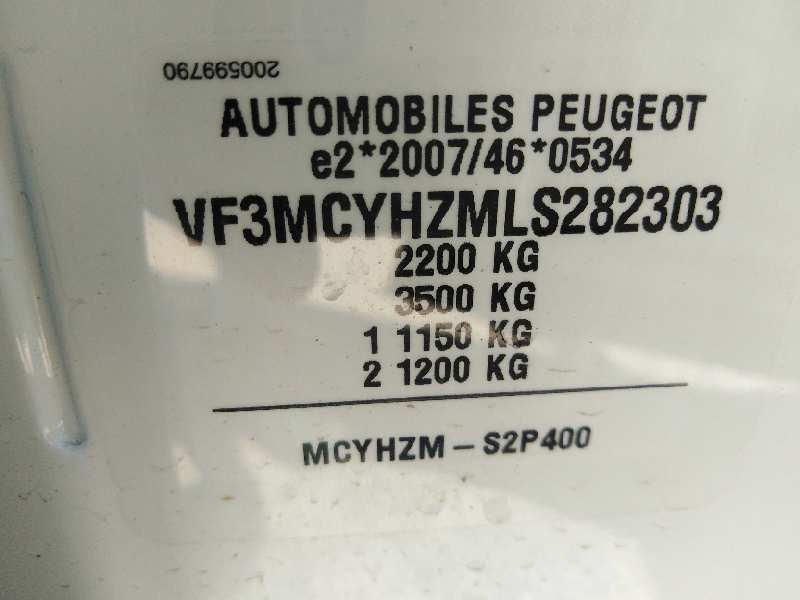 200599790
AUTOMOBILES PEUGEOT
e2*2007/46*0534
VF3MCYHZMLS282303
2200 KG
3500 KG
1 1150 KG
2 1200 KG
MCYHZM – S2P400